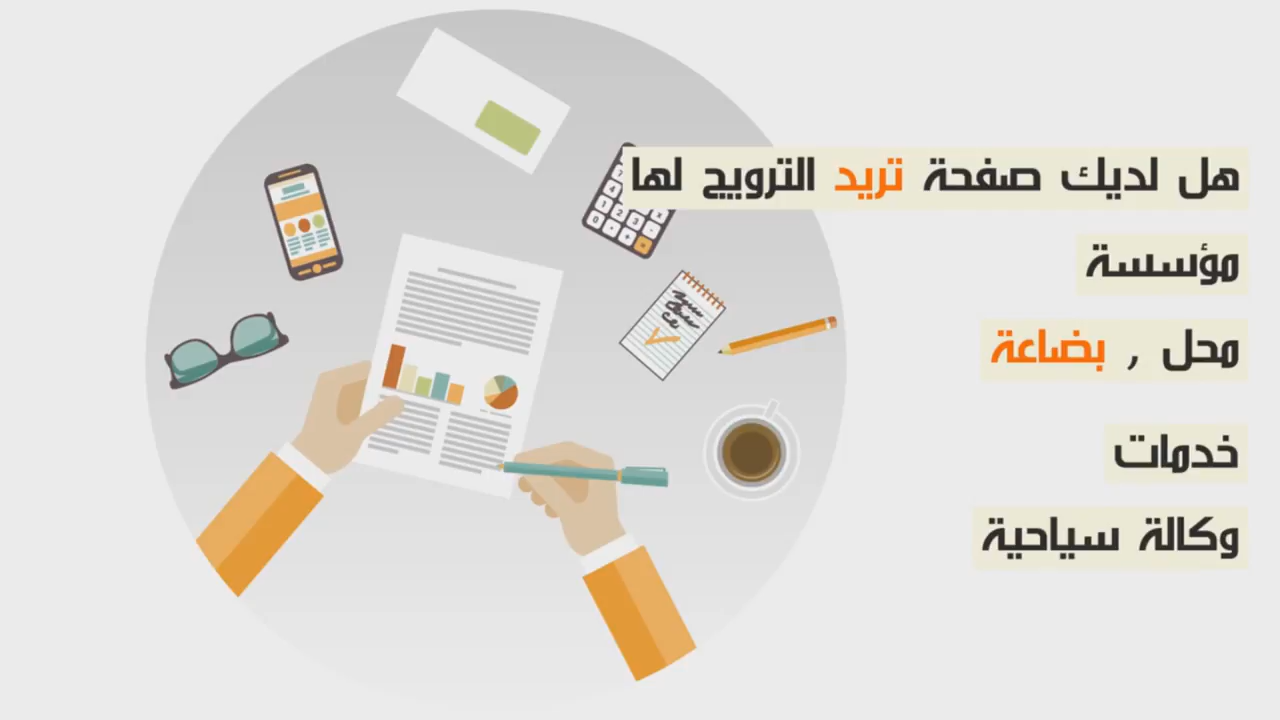 هل لديك صفحة تريد الترويج لها
مؤسسة
محل , بضاعة
خدمات
وكالة سياحية